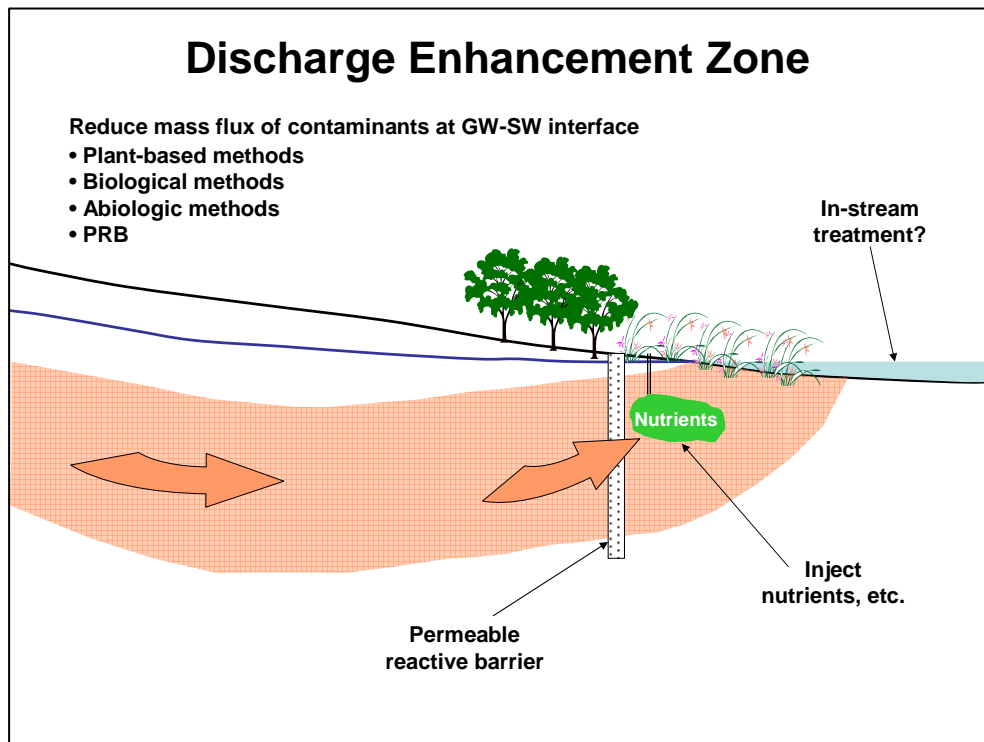 Discharge Enhancement Zone
Reduce mass flux of contaminants at GW-SW interface
• Plant-based methods
• Biological methods
• Abiologic methods
• PRB
In-stream
treatment?
Nutrients
Inject
nutrients, etc.
Permeable
reactive barrier